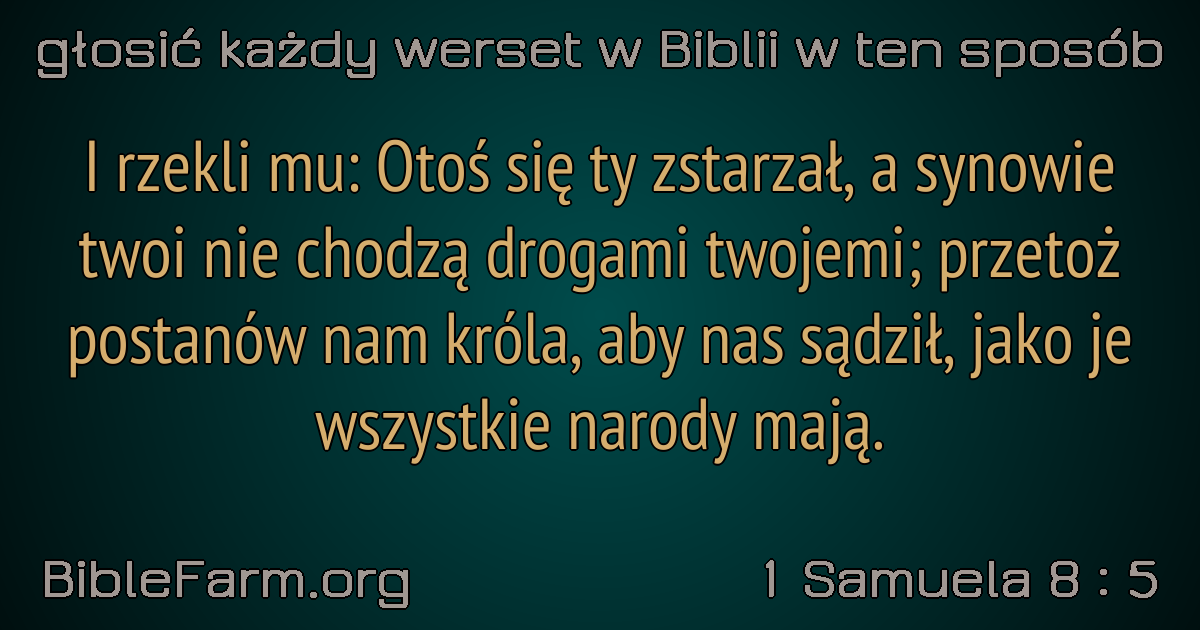 głosić każdy werset w Biblii w ten sposób
I rzekli mu: Otoś się ty zstarzał, a synowie
twoi nie chodzą drogami twojemi; przetoż
postanów nam króla, aby nas sądził, jako je
wszystkie narody mają.
BibleFarm.org
1 Samuela 8 : 5